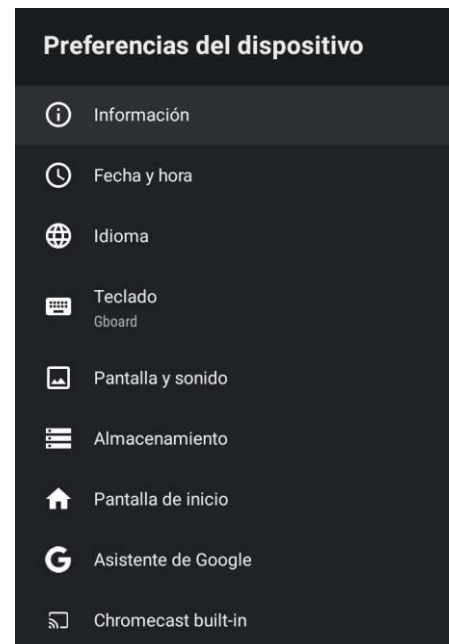 Preferencias del dispositivo
Información
Fecha y hora
Idioma
Teclado
Gboard
Pantalla y sonido
Almacenamiento
Pantalla de inicio
Asistente de Google
Chromecast built-in